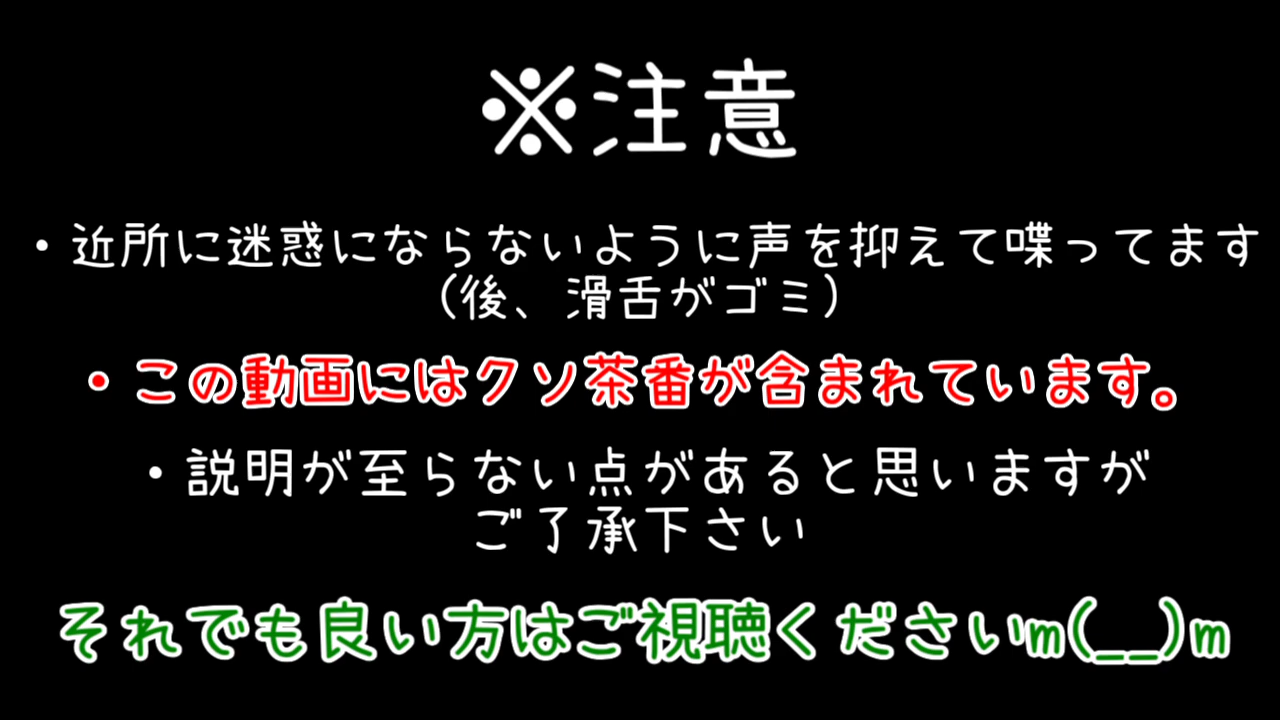 ※注意
・近所に迷惑にならないように声を抑えて喋ってます
(後、滑舌がゴミ)
・この動画にはクソ茶番が含まれています。
・説明が至らない点があると思いますが
ご了承下さい
それでも良い方はご視聴くださいm(__)m